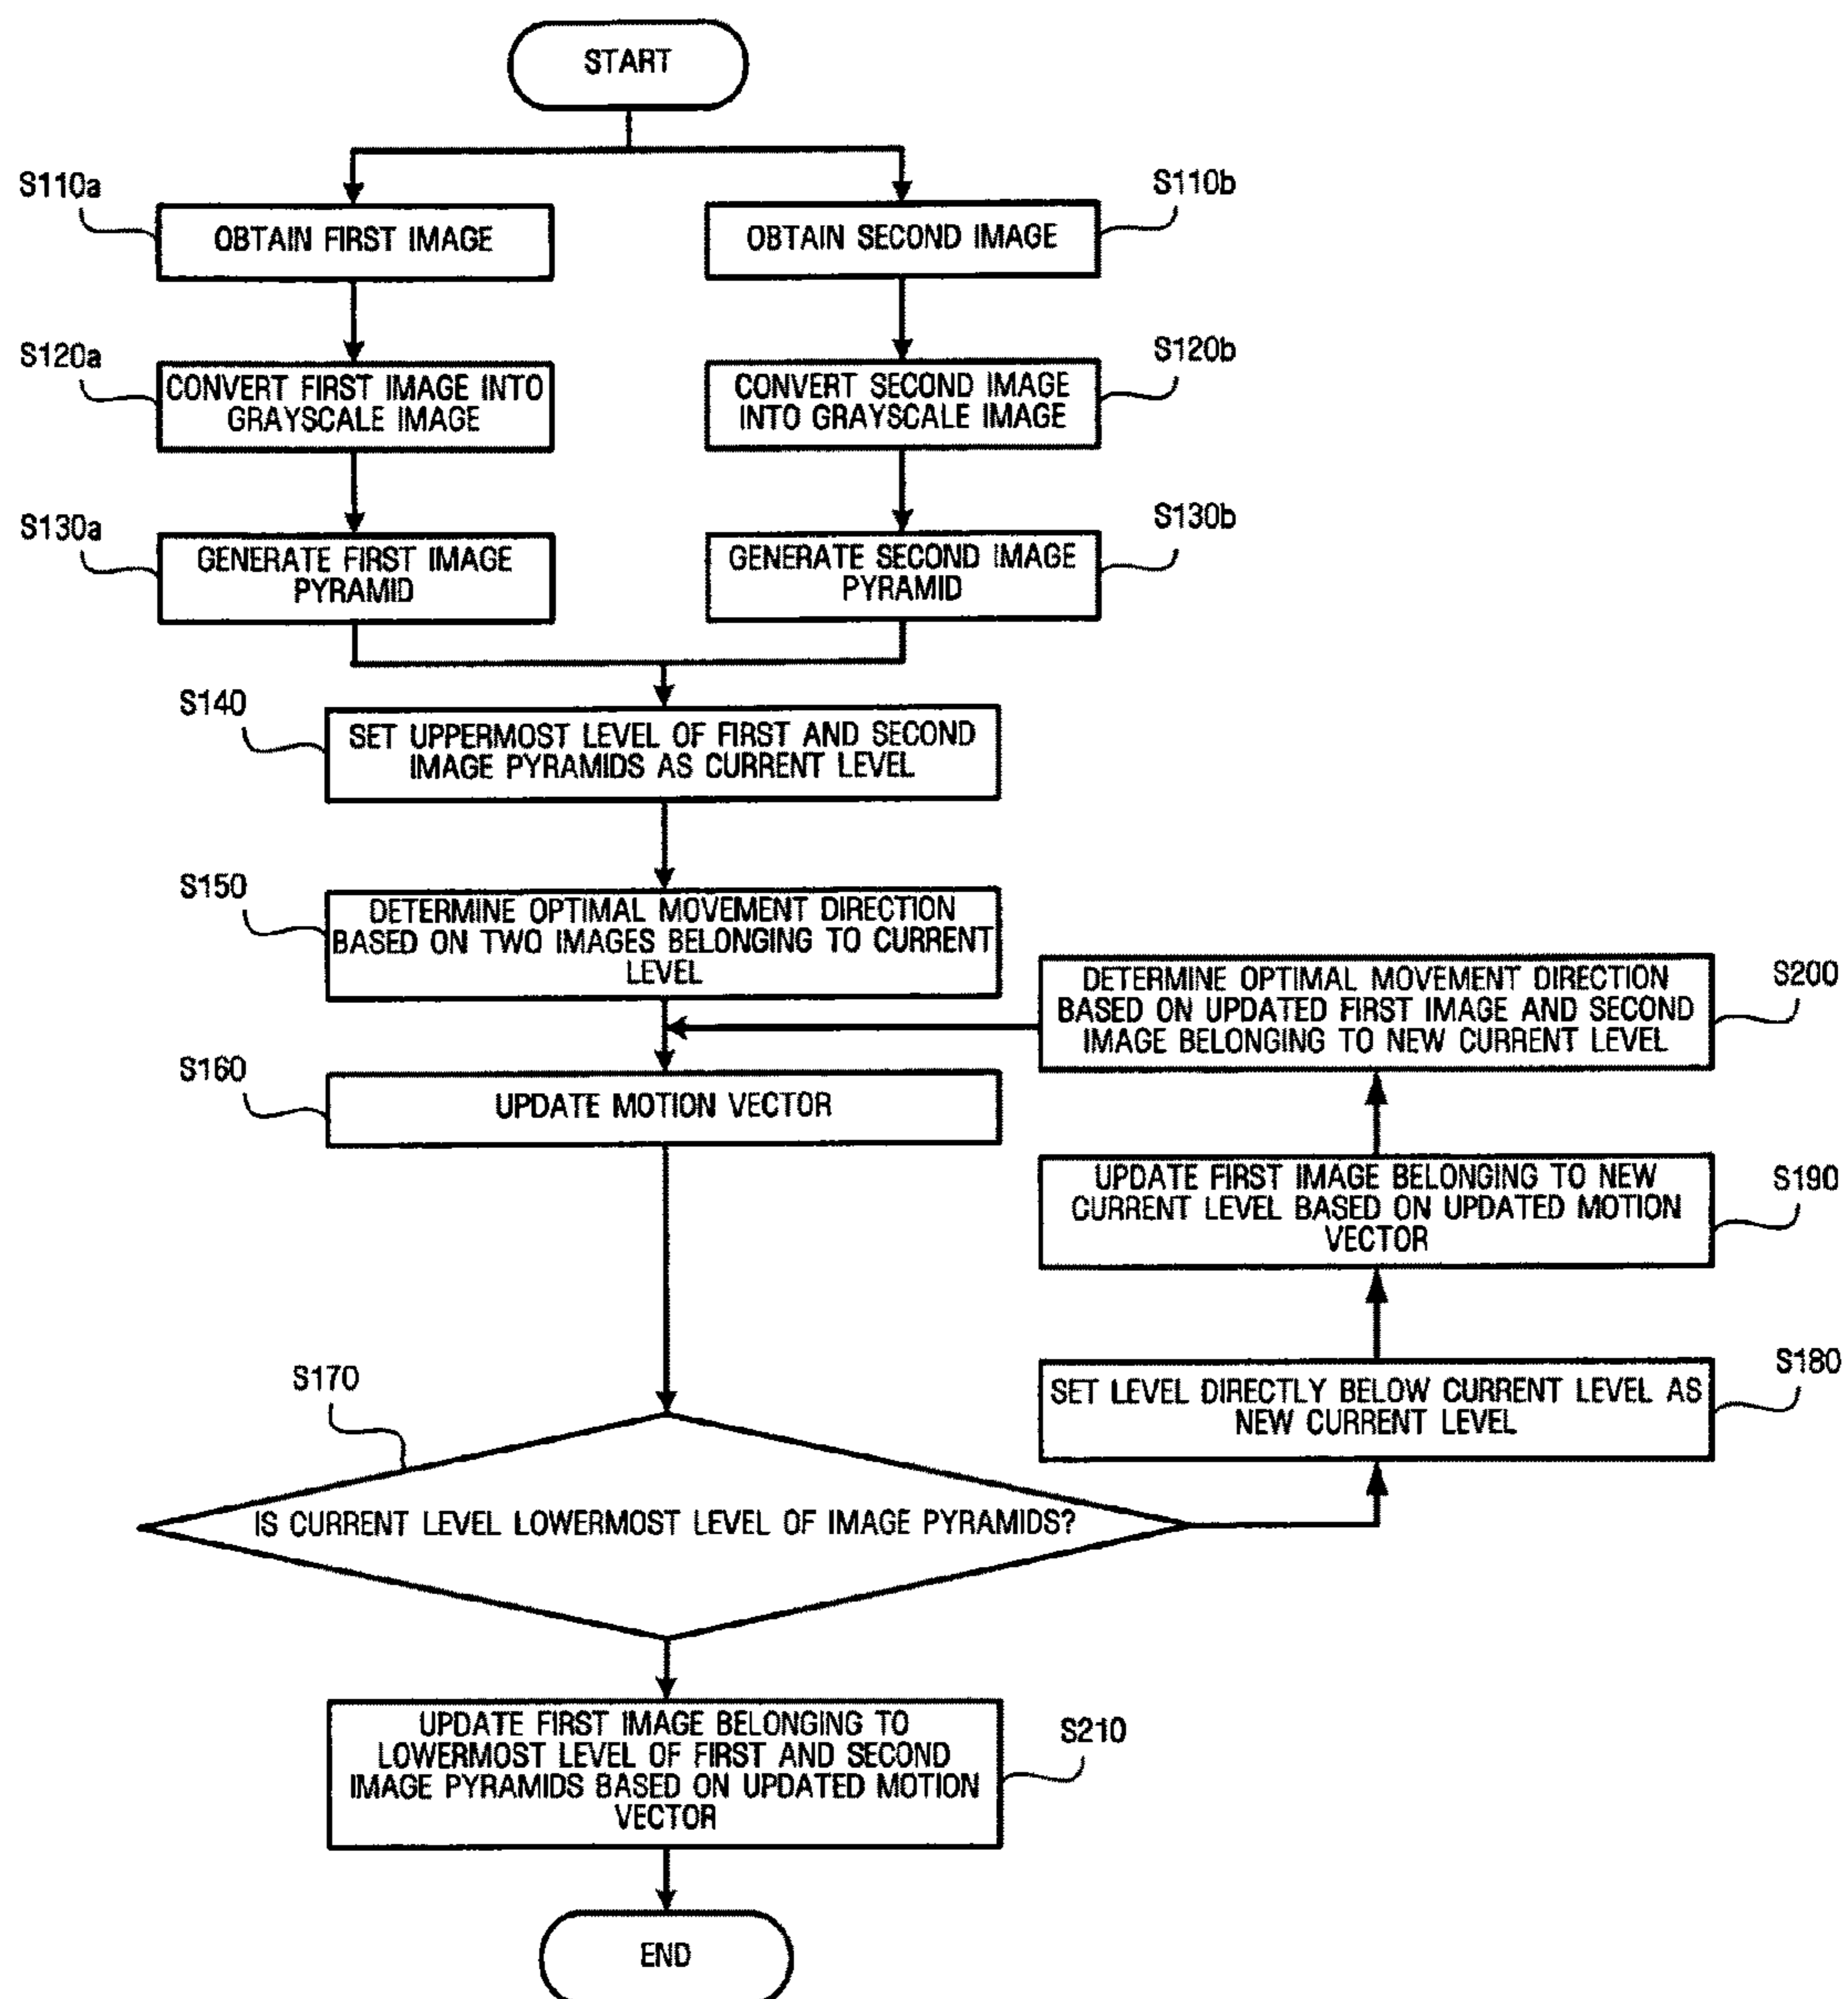 START
S110a
OBTAIN FIRST IMAGE
S110b
OBTAIN SECOND IMAGE
S120a
CONVERT FIRST IMAGE INTO
GRAYSCALE IMAGE
S120b
CONVERT SECOND IMAGE
INTO GRAYSCALE IMAGE
S130a
GENERATE FIRST IMAGE
PYRAMID
S130b
GENERATE SECOND IMAGE
PYRAMID
S140
SET UPPERMOST LEVEL OF FIRST AND SECOND
IMAGE PYRAMIDS AS CURRENT LEVEL
S150
DETERMINE OPTIMAL MOVEMENT DIRECTION
BASED ON TWO IMAGES BELONGING TO CURRENT
LEVEL
S160
UPDATE MOTION VECTOR
S170
IS CURRENT LEVEL LOWERMOST LEVEL OF IMAGE PYRAMIDS?
S180
SET LEVEL DIRECTLY BELOW CURRENT LEVEL AS
NEW CURRENT LEVEL
S190
UPDATE FIRST IMAGE BELONGING TO NEW
CURRENT LEVEL BASED ON UPDATED MOTION
VECTOR
S200
DETERMINE OPTIMAL MOVEMENT DIRECTION
BASED ON UPDATED FIRST IMAGE AND SECOND
IMAGE BELONGING TO NEW CURRENT LEVEL
S210
UPDATE FIRST IMAGE BELONGING TO
LOWERMOST LEVEL OF FIRST AND SECOND
IMAGE PYRAMIDS BASED ON UPDATED MOTION
VECTOR
END